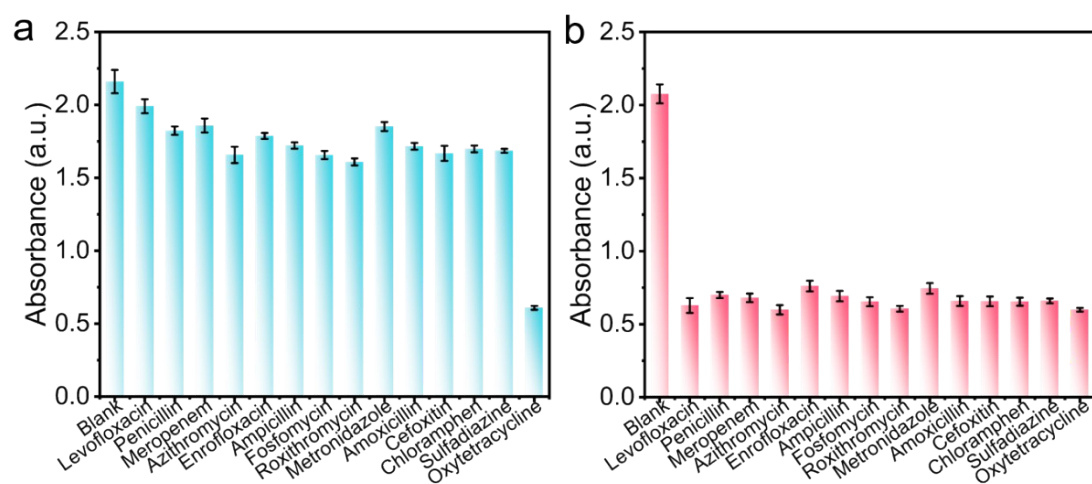 a
Absorbance (a.u.)
2.5
2.0
1.5
1.0
0.5
0.0
Blank
Levofloxacin
Penicillin
Meropenem
Azithromycin
Enrofloxacin
Ampicillin
Fosfomycin
Roxithromycin
Metronidazole
Amoxicillin
Cefoxitin
Chloramphen
Sulfadiazine
Oxytetracycline
b
Absorbance (a.u.)
2.5
2.0
1.5
1.0
0.5
0.0
Blank
Levofloxacin
Penicillin
Meropenem
Azithromycin
Enrofloxacin
Ampicillin
Fosfomycin
Roxithromycin
Metronidazole
Amoxicillin
Cefoxitin
Chloramphen
Sulfadiazine
Oxytetracycline